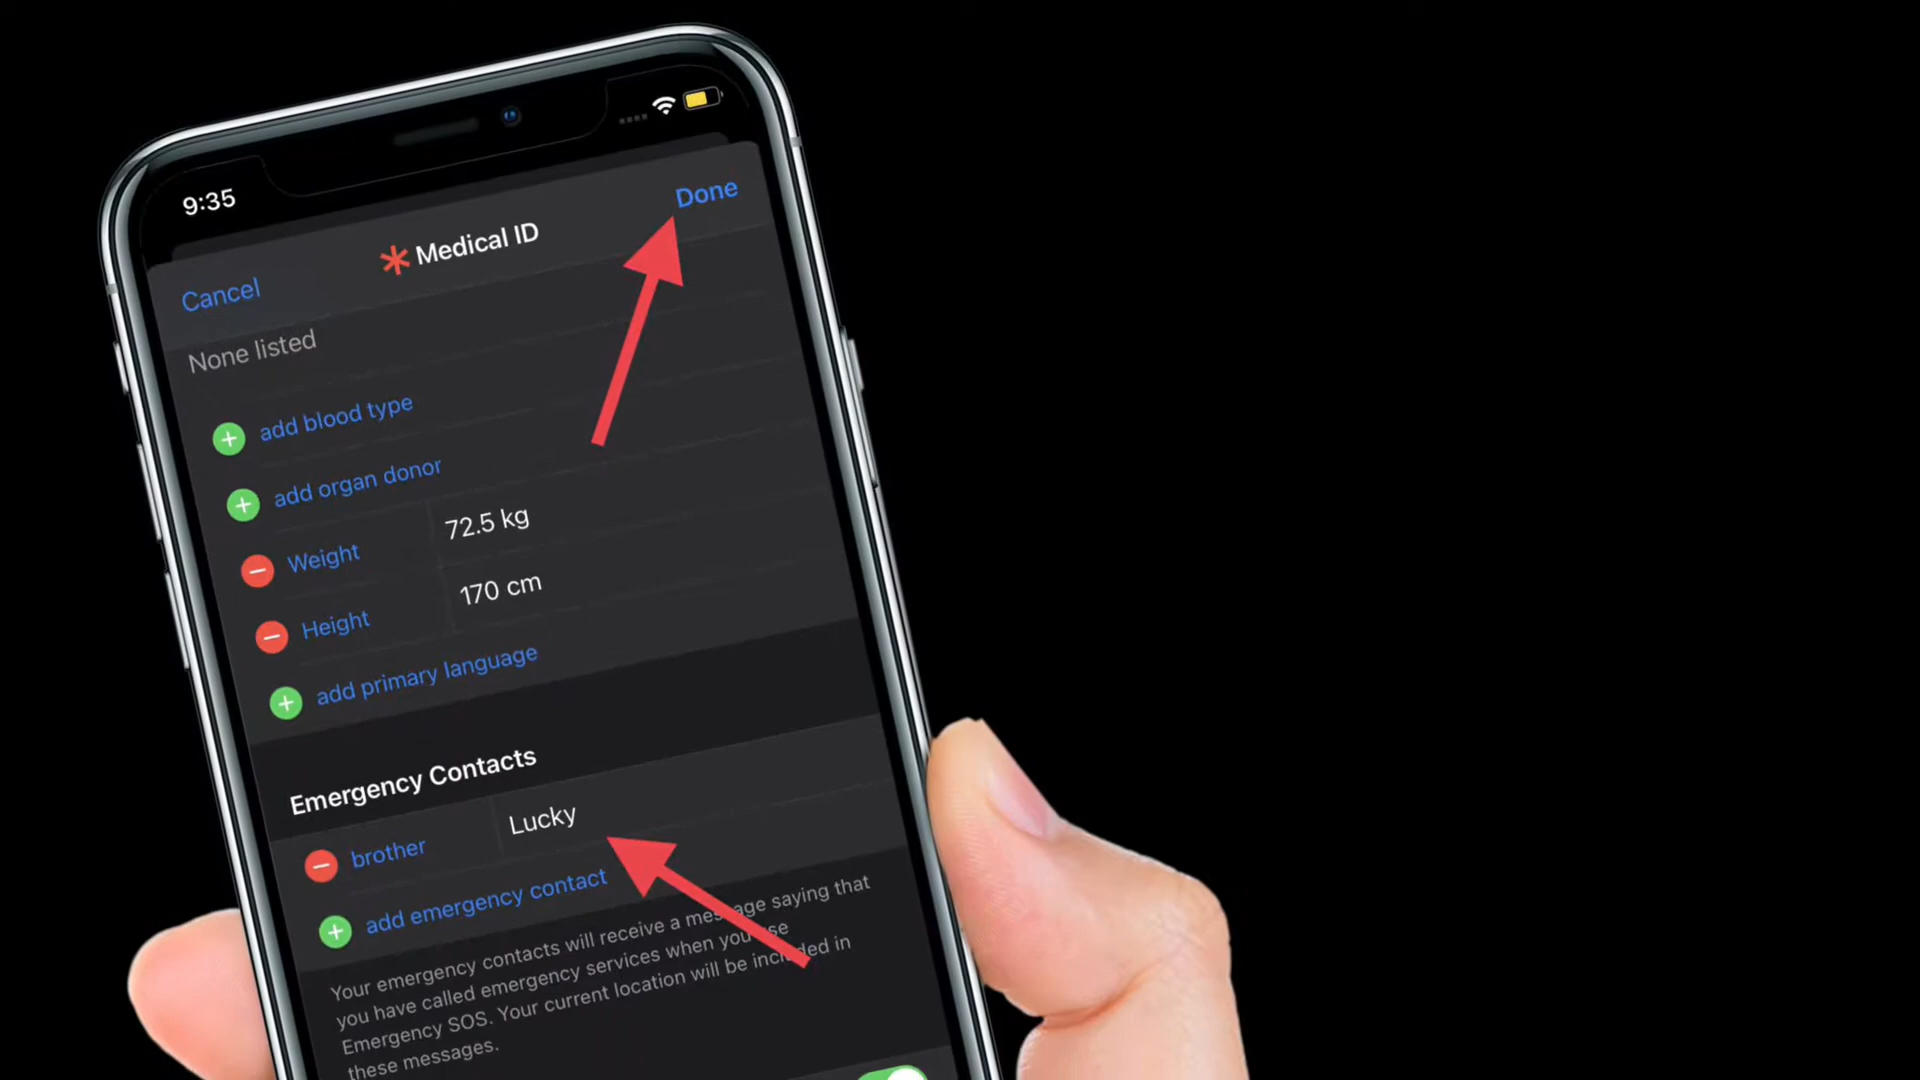 9:35
Done
Medical ID
Cancel
None listed
add blood type
add organ donor
Weight 72.5 kg
Height 170 cm
add primary language
Emergency Contacts
brother Lucky
add emergency contact
Your emergency contacts will receive a message saying that
you have called emergency services when you use
Emergency SOS. Your current location will be included in
these messages.